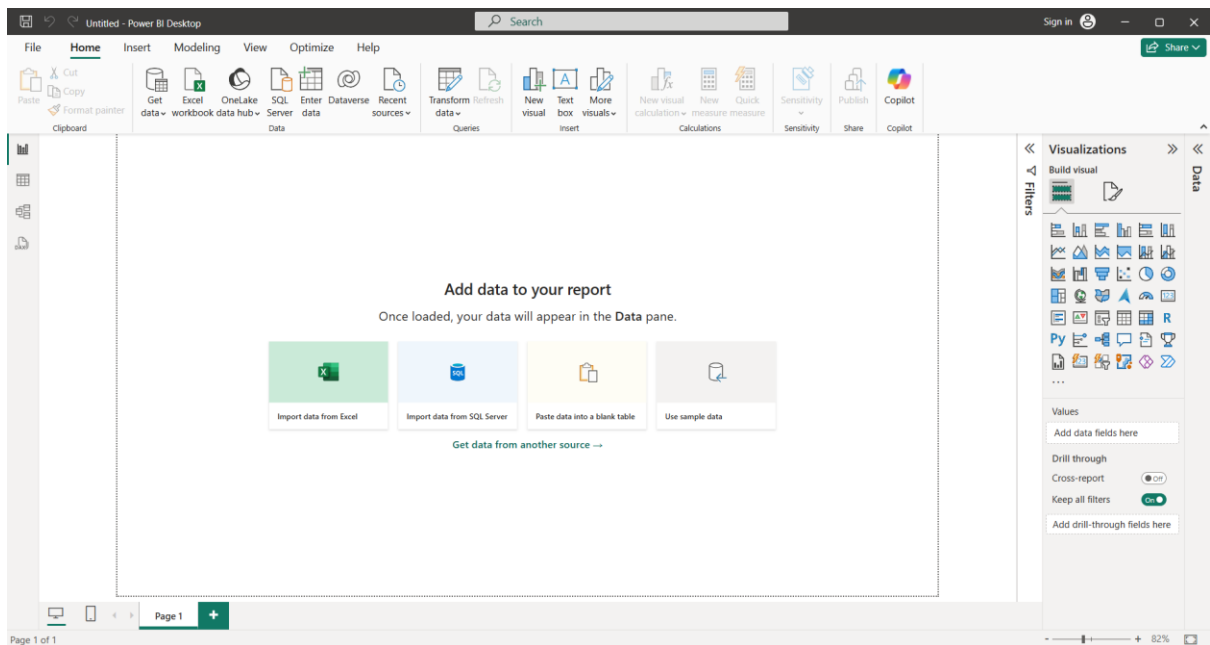 Untitled - Power BI Desktop
Search
Sign in
File Home Insert Modeling View Optimize Help
Share
Paste
Cut
Copy
Format painter
Clipboard
Get data
Excel workbook
OneLake data hub
SQL Server
Enter data
Dataverse
Recent sources
Data
Transform data
Refresh
Queries
New visual
Text box
More visuals
Insert
New visual calculation
New measure
Quick measure
Calculations
Sensitivity
Sensitivity
Publish
Share
Copilot
Copilot
Add data to your report
Once loaded, your data will appear in the Data pane.
Import data from Excel
SQL
Import data from SQL Server
Paste data into a blank table
Use sample data
Get data from another source →
Filters
Visualizations
Build visual
123
R
Py
...
Values
Add data fields here
Drill through
Cross-report
Off
Keep all filters
On
Add drill-through fields here
Data
Page 1
Page 1 of 1
- + 82%